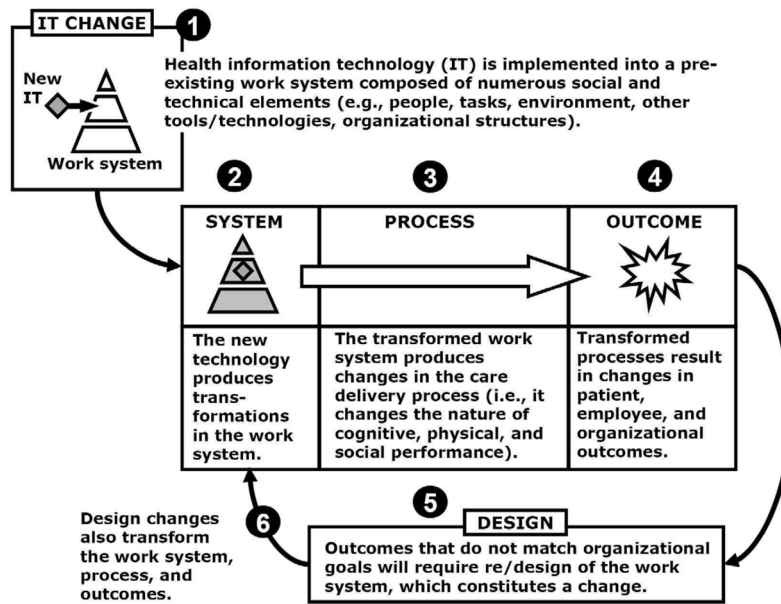 IT CHANGE
1
Health information technology (IT) is implemented into a pre-
existing work system composed of numerous social and
technical elements (e.g., people, tasks, environment, other
tools/technologies, organizational structures).
New
IT
Work system
2
3
4
SYSTEM
PROCESS
OUTCOME
The new
technology
produces
trans-
formations
in the work
system.
The transformed work
system produces
changes in the care
delivery process (i.e., it
changes the nature of
cognitive, physical, and
social performance).
Transformed
processes result
in changes in
patient,
employee, and
organizational
outcomes.
5
DESIGN
Outcomes that do not match organizational
goals will require re/design of the work
system, which constitutes a change.
6
Design changes
also transform
the work system,
process, and
outcomes.